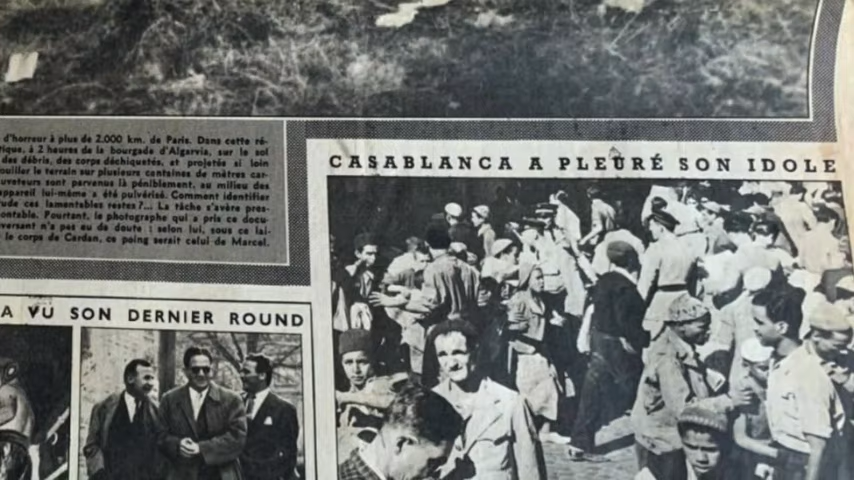 d'horreur à plus de 2.000 km. de Paris. Dans cette ré-
tique, à 2 heures de la bourgade d'Algarvia, sur le sol
des débris, des corps déchiquetés, et projetés si loin
ouiller le terrain sur plusieurs centaines de mètres car-
uveteurs sont parvenus là péniblement, au milieu des
appareil lui-même a été pulvérisé. Comment identifier
ude ces lamentables restes ?... La tâche s'avère pres-
ontable. Pourtant, le photographe qui a pris ce docu-
versant n'a pas eu de doute : selon lui, sous ce lai-
le corps de Cardan, ce poing serait celui de Marcel.
CASABLANCA A PLEURÉ SON IDOLE
A VU SON DERNIER ROUND